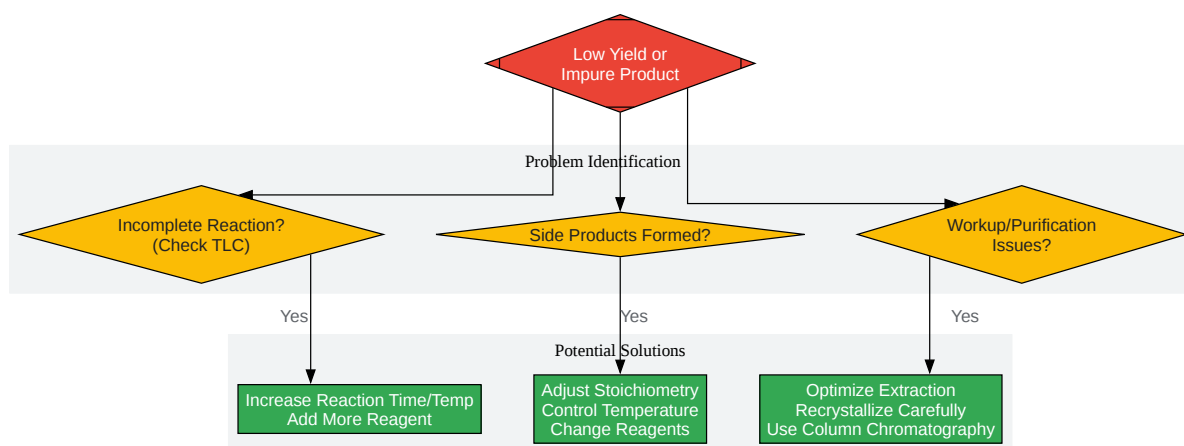 Low Yield or
Impure Product
Problem Identification
Incomplete Reaction?
(Check TLC)
Side Products Formed?
Workup/Purification
Issues?
Yes
Yes
Yes
Potential Solutions
Increase Reaction Time/Temp
Add More Reagent
Adjust Stoichiometry
Control Temperature
Change Reagents
Optimize Extraction
Recrystallize Carefully
Use Column Chromatography